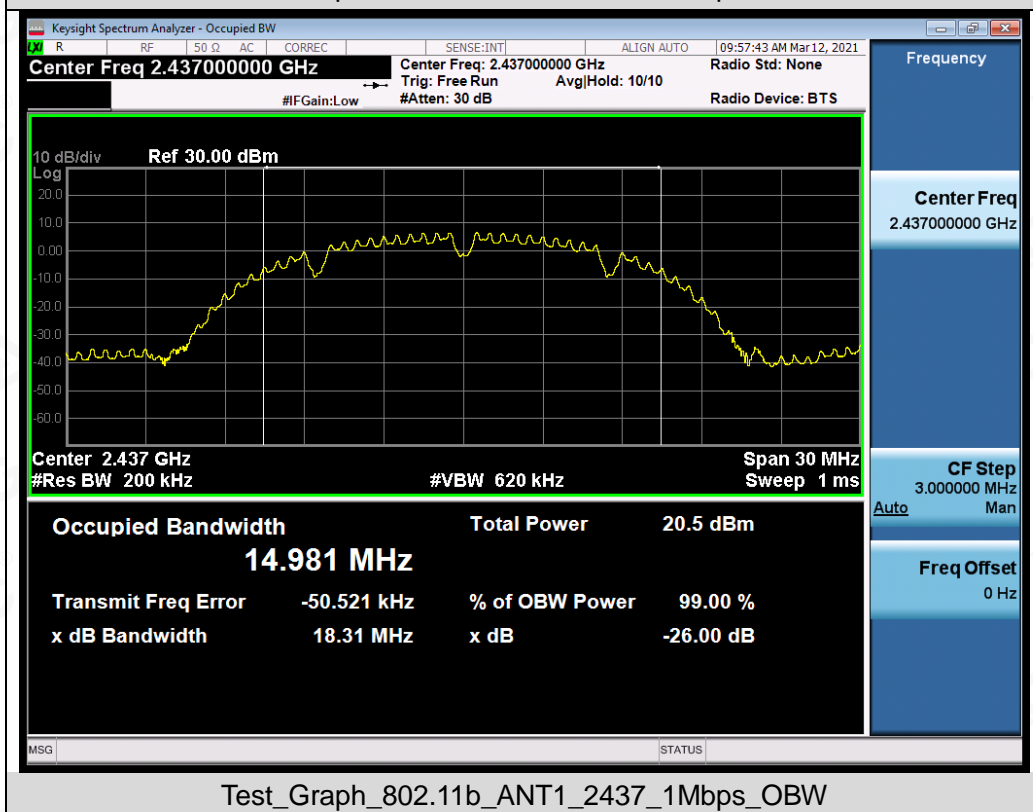 Keysight Spectrum Analyzer - Occupied BW
LXI R RF 50 Ω AC CORREC SENSE:INT ALIGN AUTO 09:57:43 AM Mar 12, 2021
Center Freq 2.437000000 GHz Center Freq: 2.437000000 GHz Radio Std: None
Trig: Free Run Avg|Hold: 10/10
#IFGain:Low #Atten: 30 dB Radio Device: BTS
Frequency
10 dB/div Ref 30.00 dBm
Log
20.0
10.0
0.00
-10.0
-20.0
-30.0
-40.0
-50.0
-60.0
Center 2.437 GHz Span 30 MHz
#Res BW 200 kHz #VBW 620 kHz Sweep 1 ms
Center Freq
2.437000000 GHz
CF Step
3.000000 MHz
Auto Man
Freq Offset
0 Hz
Occupied Bandwidth Total Power 20.5 dBm
14.981 MHz
Transmit Freq Error -50.521 kHz % of OBW Power 99.00 %
x dB Bandwidth 18.31 MHz x dB -26.00 dB
MSG STATUS
Test_Graph_802.11b_ANT1_2437_1Mbps_OBW